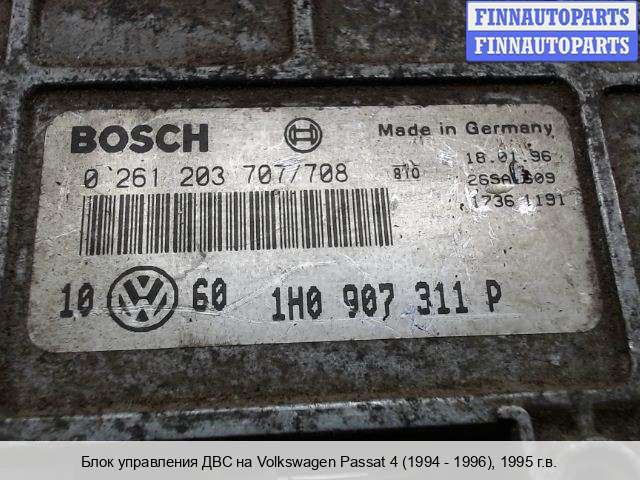 FINNAUTOPARTS
FINNAUTOPARTS
BOSCH
Made in Germany
0 261 203 707/708
810
18.01.96
1736 1191
10 VW 60 1H0 907 311 P
Блок управления ДВС на Volkswagen Passat 4 (1994 - 1996), 1995 г.в.